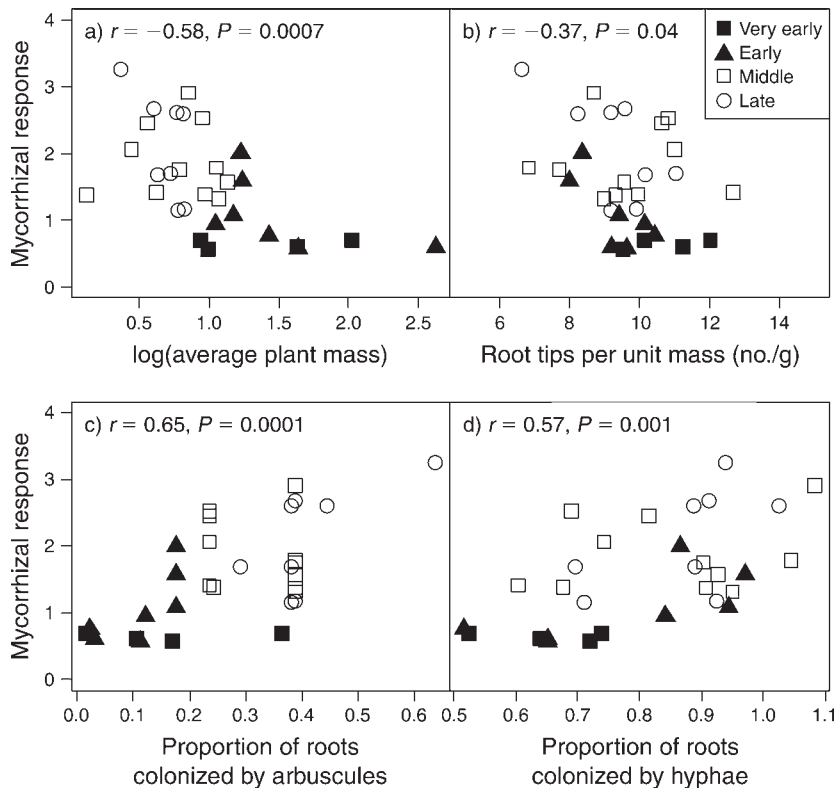 a) r = −0.58, P = 0.0007
b) r = −0.37, P = 0.04
Very early
Early
Middle
Late
Mycorrhizal response
4
3
2
1
0
0.5 1.0 1.5 2.0 2.5
6 8 10 12 14
log(average plant mass)
Root tips per unit mass (no./g)
c) r = 0.65, P = 0.0001
d) r = 0.57, P = 0.001
Mycorrhizal response
4
3
2
1
0
0.0 0.1 0.2 0.3 0.4 0.5 0.6
0.5 0.6 0.7 0.8 0.9 1.0 1.1
Proportion of roots
colonized by arbuscules
Proportion of roots
colonized by hyphae